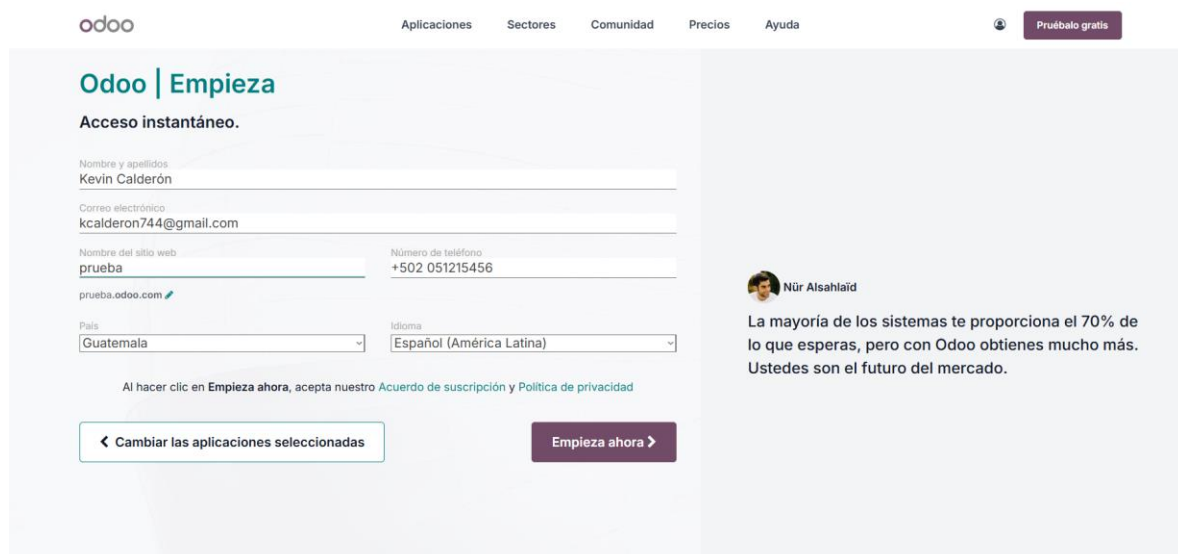 odoo Aplicaciones Sectores Comunidad Precios Ayuda Pruébalo gratis
Odoo | Empieza
Acceso instantáneo.
Nombre y apellidos
Kevin Calderón
Correo electrónico
kcalderon744@gmail.com
Nombre del sitio web Número de teléfono
prueba +502 051215456
prueba.odoo.com
País Idioma
Guatemala Español (América Latina)
Al hacer clic en Empieza ahora, acepta nuestro Acuerdo de suscripción y Política de privacidad
Cambiar las aplicaciones seleccionadas Empieza ahora
Nür Alsahlaïd
La mayoría de los sistemas te proporciona el 70% de
lo que esperas, pero con Odoo obtienes mucho más.
Ustedes son el futuro del mercado.